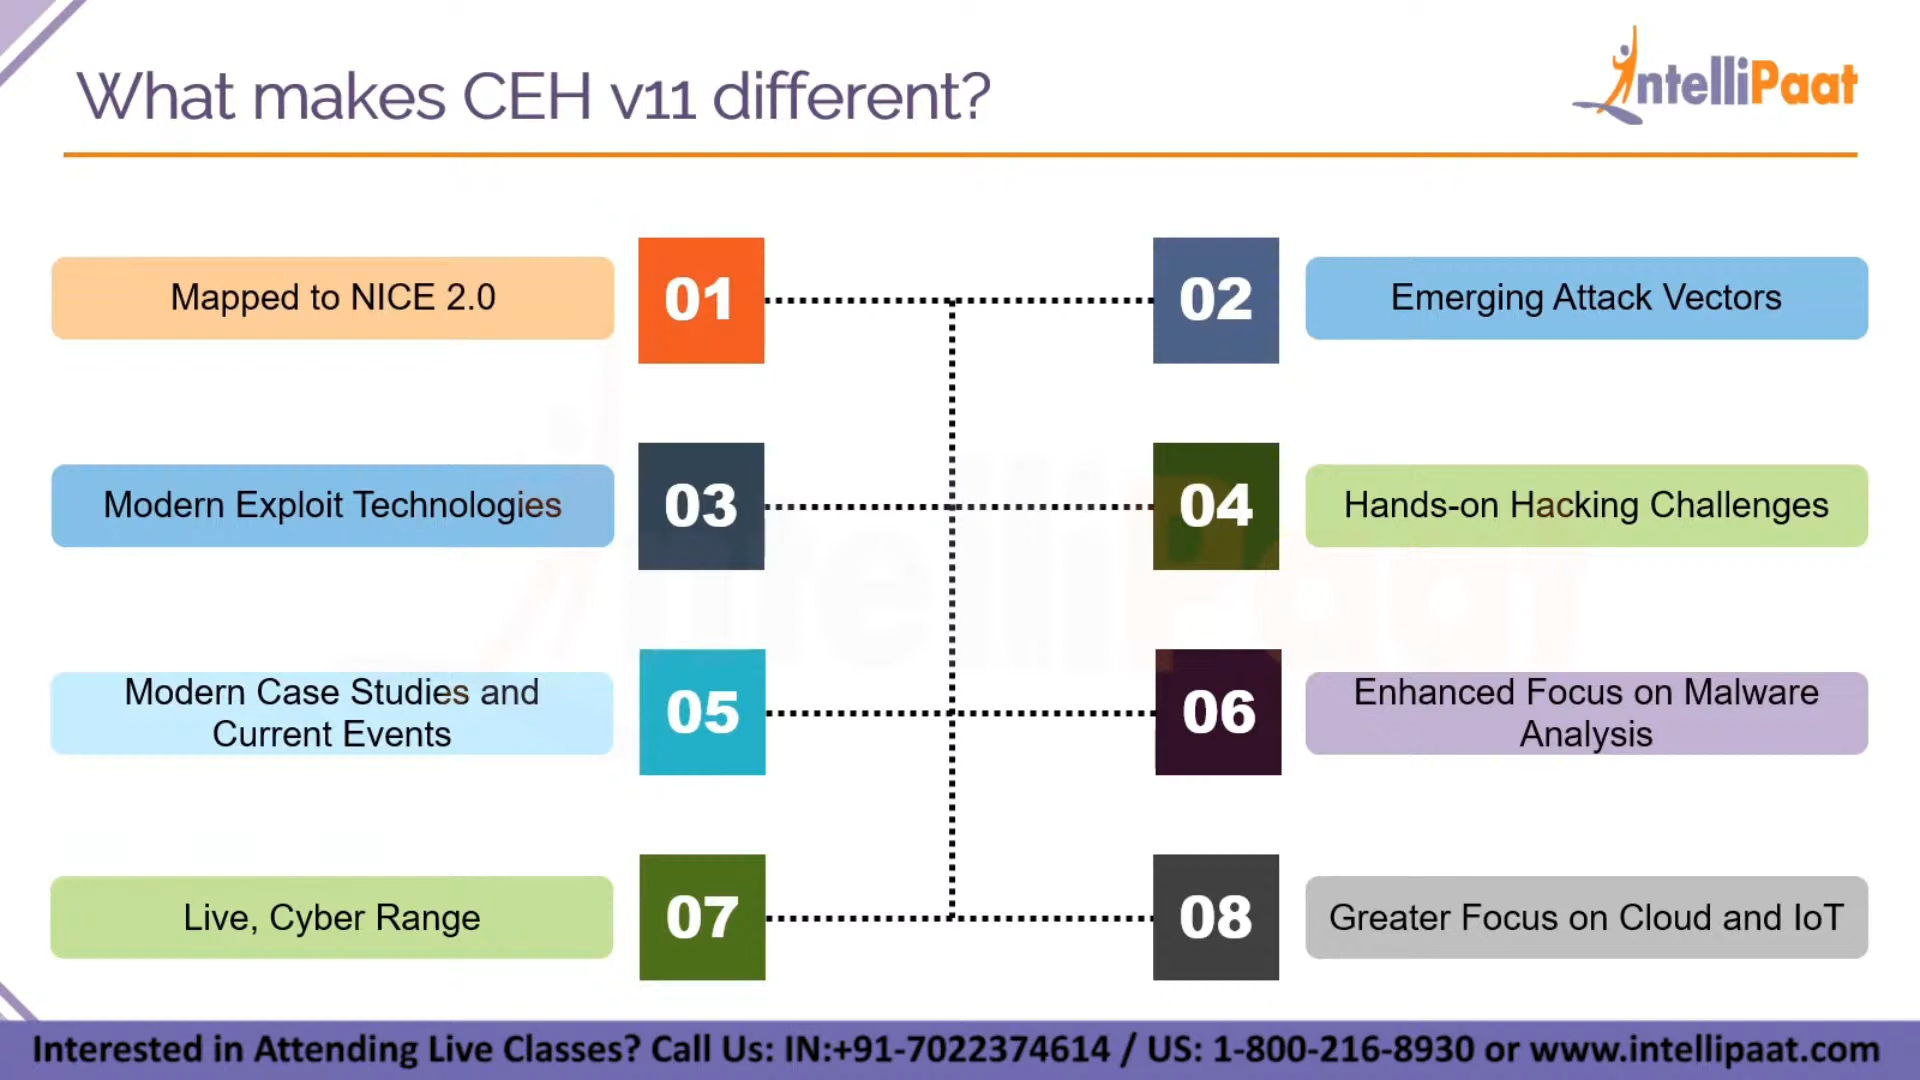 What makes CEH v11 different?
IntelliPaat
Mapped to NICE 2.0
01
02
Emerging Attack Vectors
Modern Exploit Technologies
03
04
Hands-on Hacking Challenges
Modern Case Studies and
Current Events
05
06
Enhanced Focus on Malware
Analysis
Live, Cyber Range
07
08
Greater Focus on Cloud and IoT
IntelliPaat
Interested in Attending Live Classes? Call Us: IN:+91-7022374614 / US: 1-800-216-8930 or www.intellipaat.com